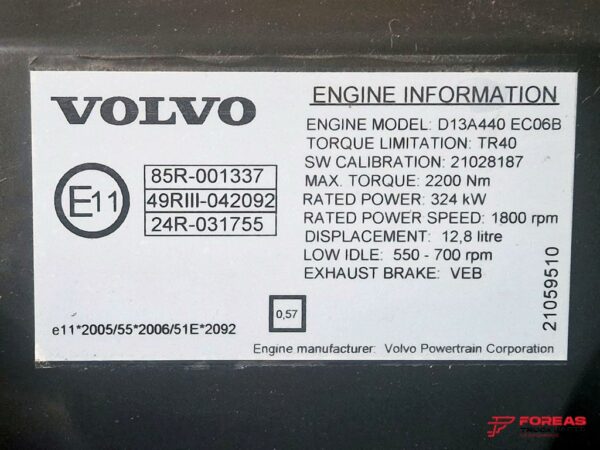 VOLVO
E11
85R-001337
49RIII-042092
24R-031755
ENGINE INFORMATION
ENGINE MODEL: D13A440 EC06B
TORQUE LIMITATION: TR40
SW CALIBRATION: 21028187
MAX. TORQUE: 2200 Nm
RATED POWER: 324 kW
RATED POWER SPEED: 1800 rpm
DISPLACEMENT: 12,8 litre
LOW IDLE: 550 - 700 rpm
EXHAUST BRAKE: VEB
21059510
0,57
e11*2005/55*2006/51E*2092
Engine manufacturer: Volvo Powertrain Corporation
FOREAS